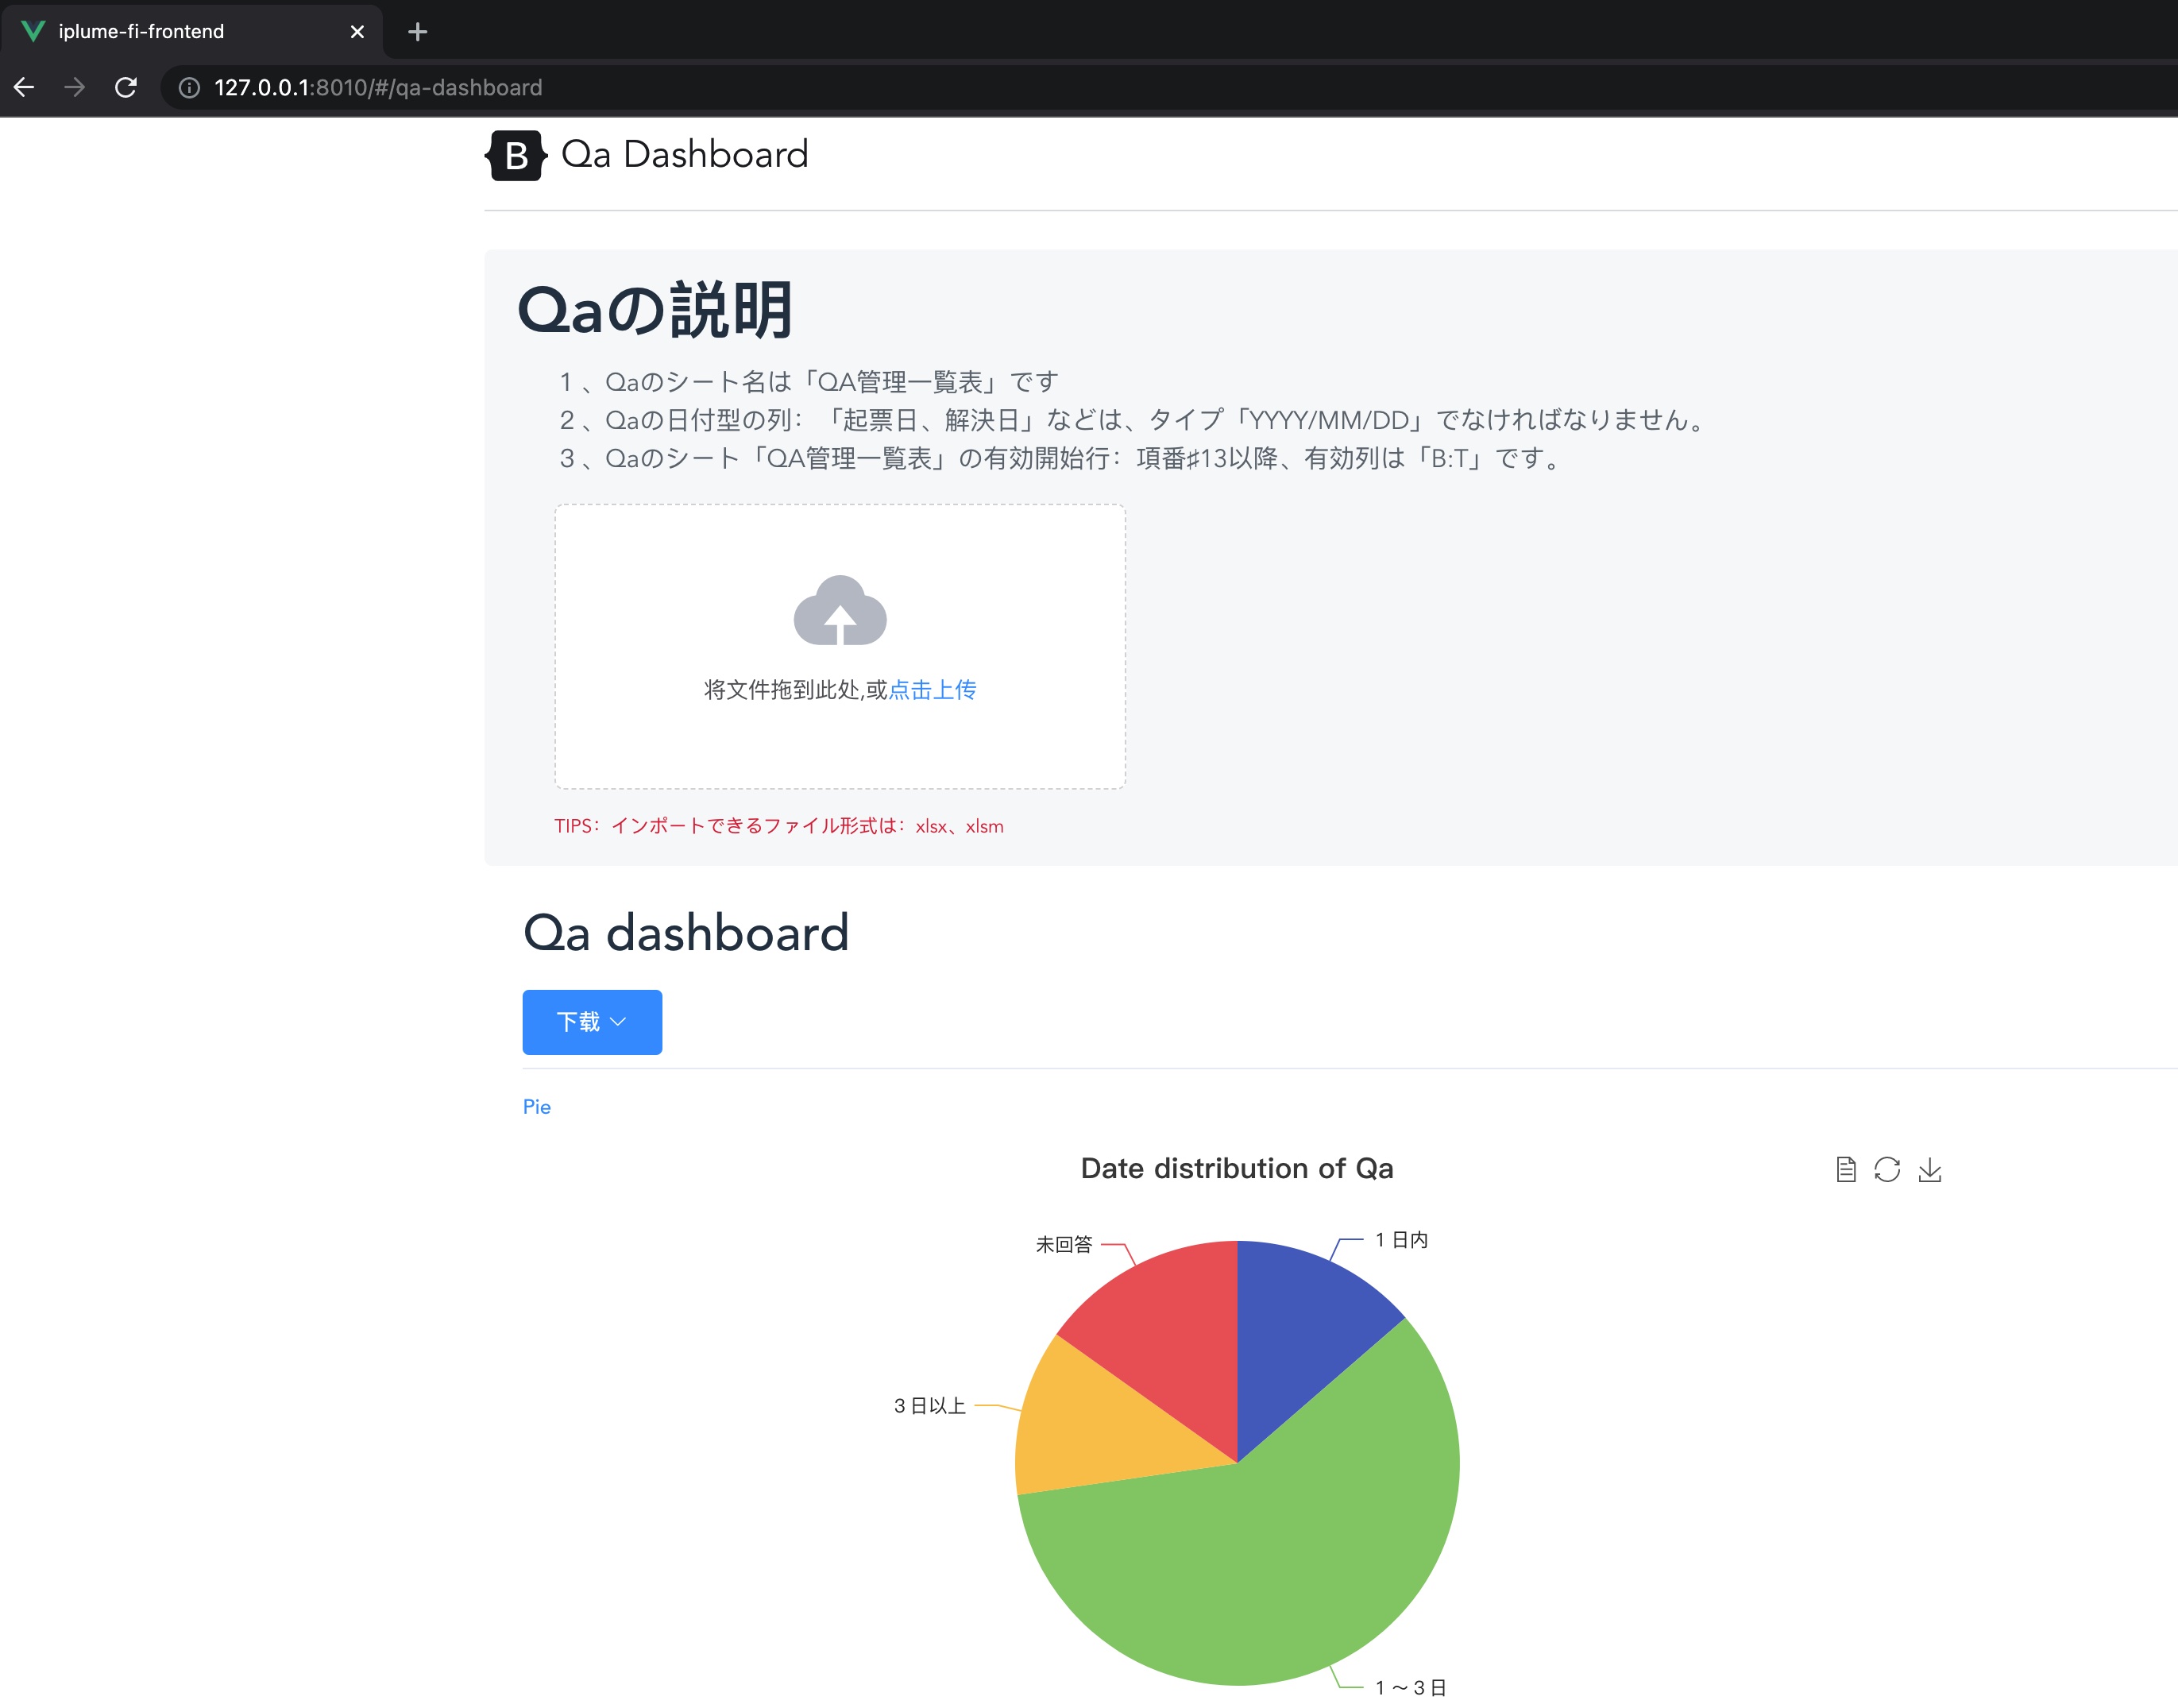 iplume-fi-frontend
127.0.0.1:8010/#/qa-dashboard
B Qa Dashboard
Qaの説明
１、Qaのシート名は「QA管理一覧表」です
２、Qaの日付型の列：「起票日、解決日」などは、タイプ「YYYY/MM/DD」でなければなりません。
３、Qaのシート「QA管理一覧表」の有効開始行：項番♯13以降、有効列は「B:T」です。
将文件拖到此处,或点击上传
TIPS：インポートできるファイル形式は：xlsx、xlsm
Qa dashboard
下载
Pie
Date distribution of Qa
未回答
1 日内
3 日以上
1 ～ 3 日